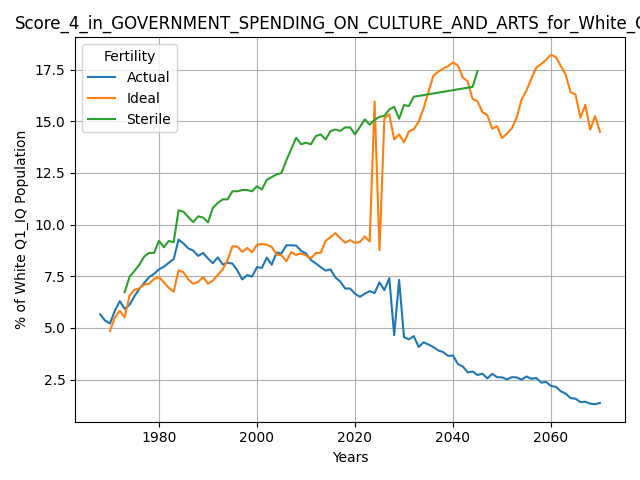 Score_4_in_GOVERNMENT_SPENDING_ON_CULTURE_AND_ARTS_for_White_
Fertility
Actual
Ideal
Sterile
% of White Q1_IQ Population
17.5
15.0
12.5
10.0
7.5
5.0
2.5
1980
2000
2020
2040
2060
Years